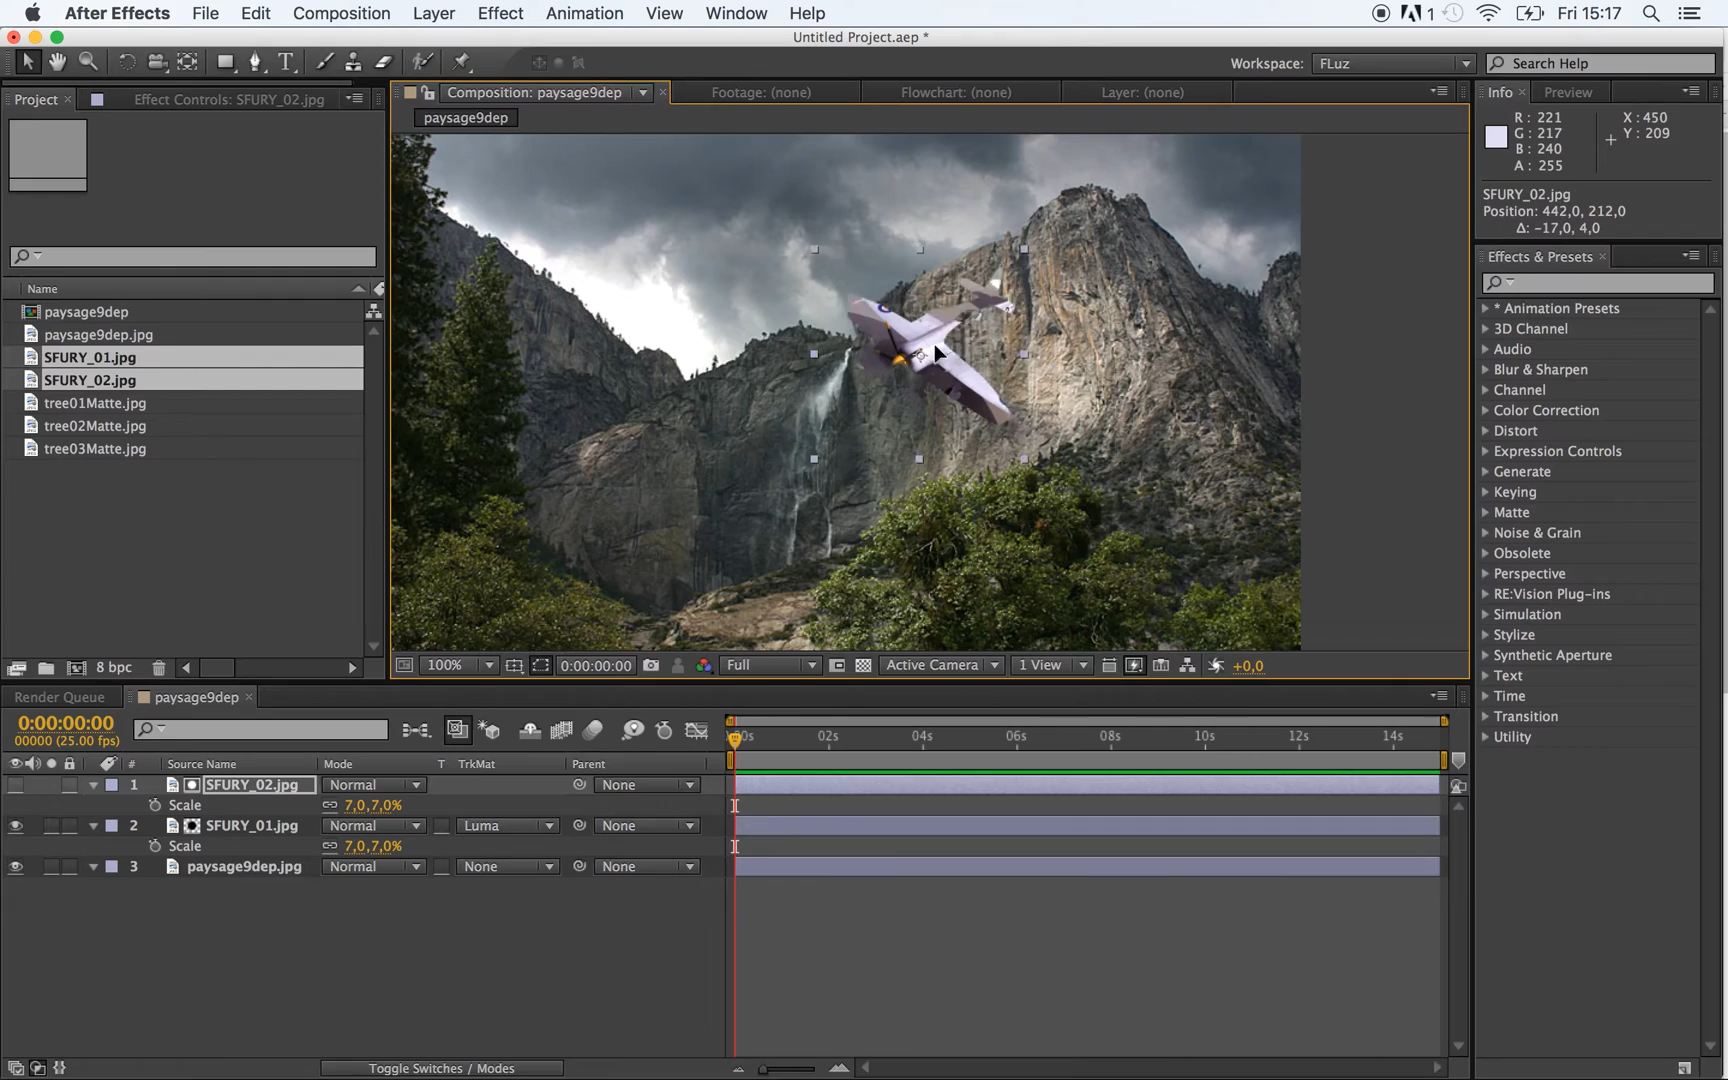 After Effects File Edit Composition Layer Effect Animation View Window Help 1 Fri 15:17
Untitled Project.aep *
T Workspace: FLuz Search Help
Project × Effect Controls: SFURY_02.jpg Composition: paysage9dep × Footage: (none) Flowchart: (none) Layer: (none) Info × Preview
paysage9dep
R : 221 X : 450
G : 217 Y : 209
B : 240
A : 255
SFURY_02.jpg
Position: 442,0, 212,0
Δ: -17,0, 4,0
Effects & Presets ×
Name
paysage9dep
paysage9dep.jpg
SFURY_01.jpg
SFURY_02.jpg
tree01Matte.jpg
tree02Matte.jpg
tree03Matte.jpg
* Animation Presets
3D Channel
Audio
Blur & Sharpen
Channel
Color Correction
Distort
Expression Controls
Generate
Keying
Matte
Noise & Grain
Obsolete
Perspective
RE:Vision Plug-ins
Simulation
Stylize
Synthetic Aperture
Text
Time
Transition
Utility
8 bpc 100% 0:00:00:00 Full Active Camera 1 View +0,0
Render Queue paysage9dep ×
0:00:00:00
00000 (25.00 fps)
:00s 02s 04s 06s 08s 10s 12s 14s
# Source Name Mode T TrkMat Parent
1 SFURY_02.jpg Normal None
Scale 7,0,7,0%
2 SFURY_01.jpg Normal Luma None
Scale 7,0,7,0%
3 paysage9dep.jpg Normal None None
Toggle Switches / Modes